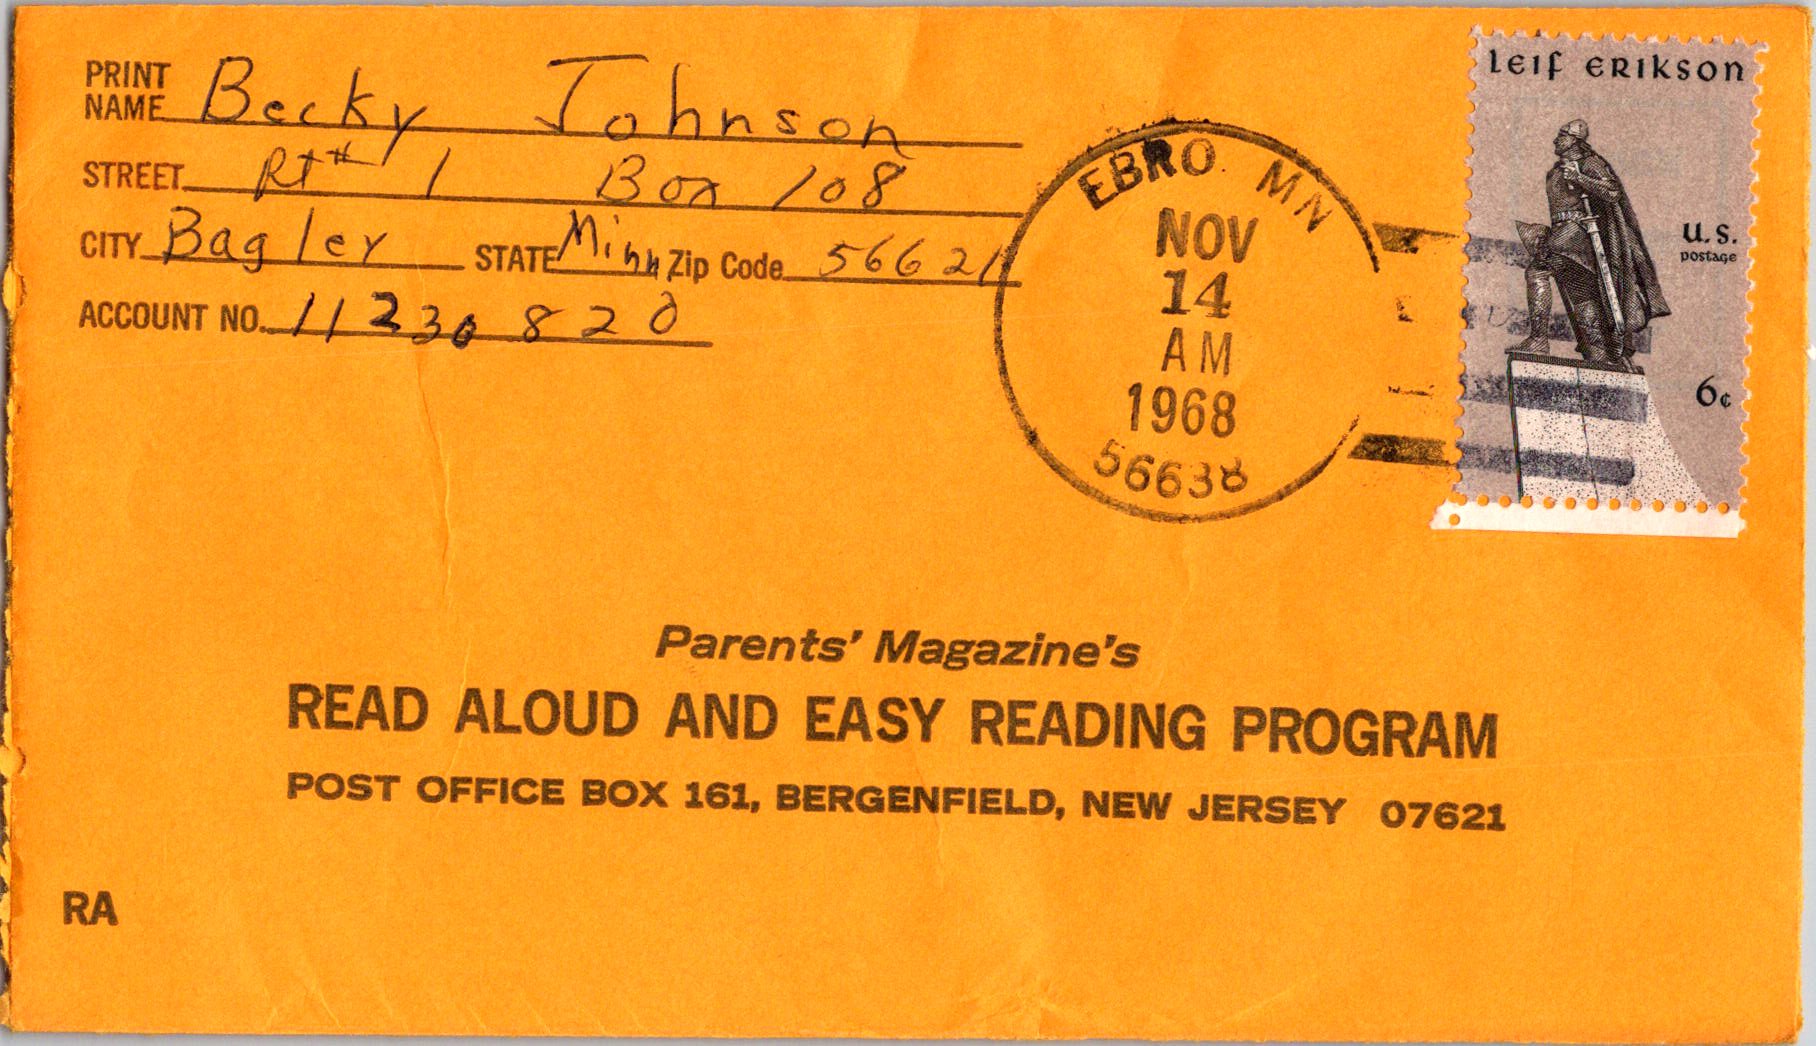 PRINT NAME Becky Johnson
STREET Rt# 1 Box 108
CITY Bagley STATE Minn Zip Code 56621
ACCOUNT NO. 11230820
EBRO. MN
NOV
14
AM
1968
56638
LEIF ERIKSON
U.S.
postage
6¢
Parents' Magazine's
READ ALOUD AND EASY READING PROGRAM
POST OFFICE BOX 161, BERGENFIELD, NEW JERSEY 07621
RA